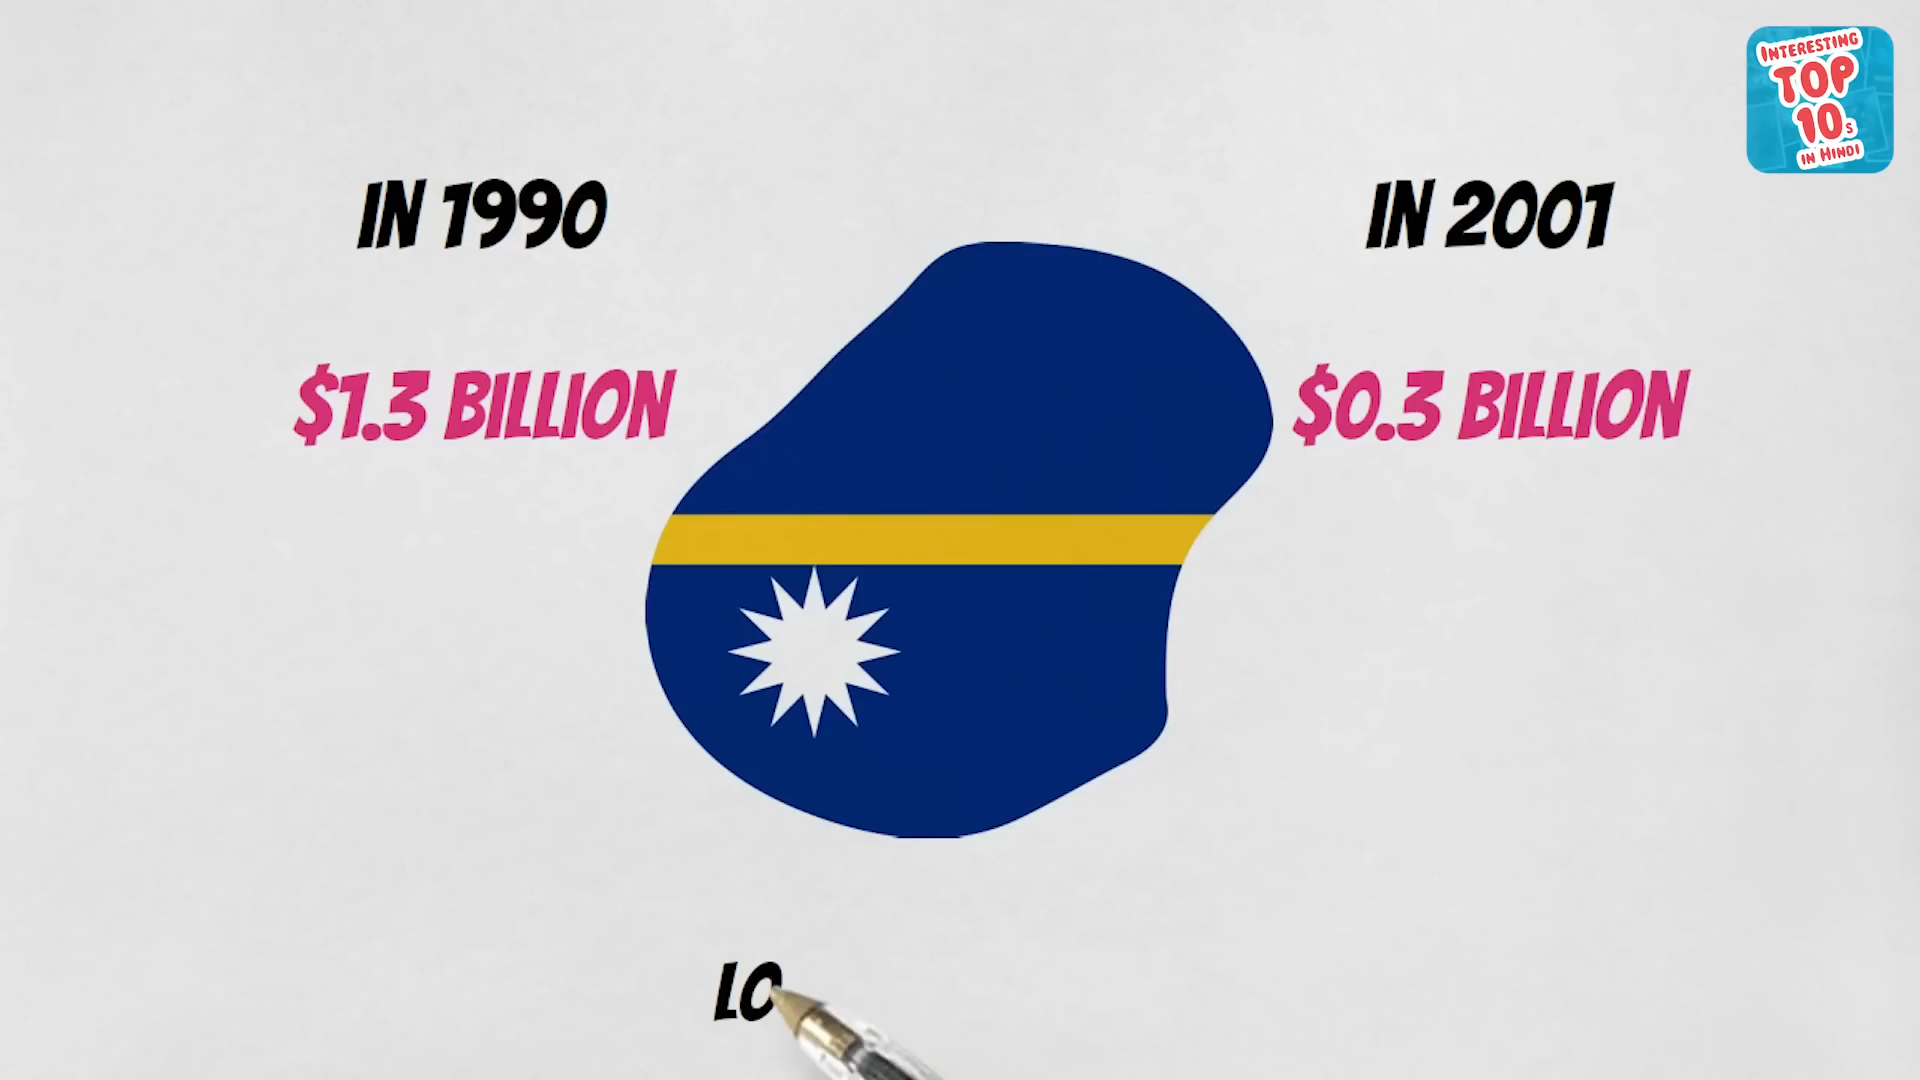 INTERESTING
TOP
10s
IN HINDI
IN 1990
IN 2001
$1.3 BILLION
$0.3 BILLION
LO